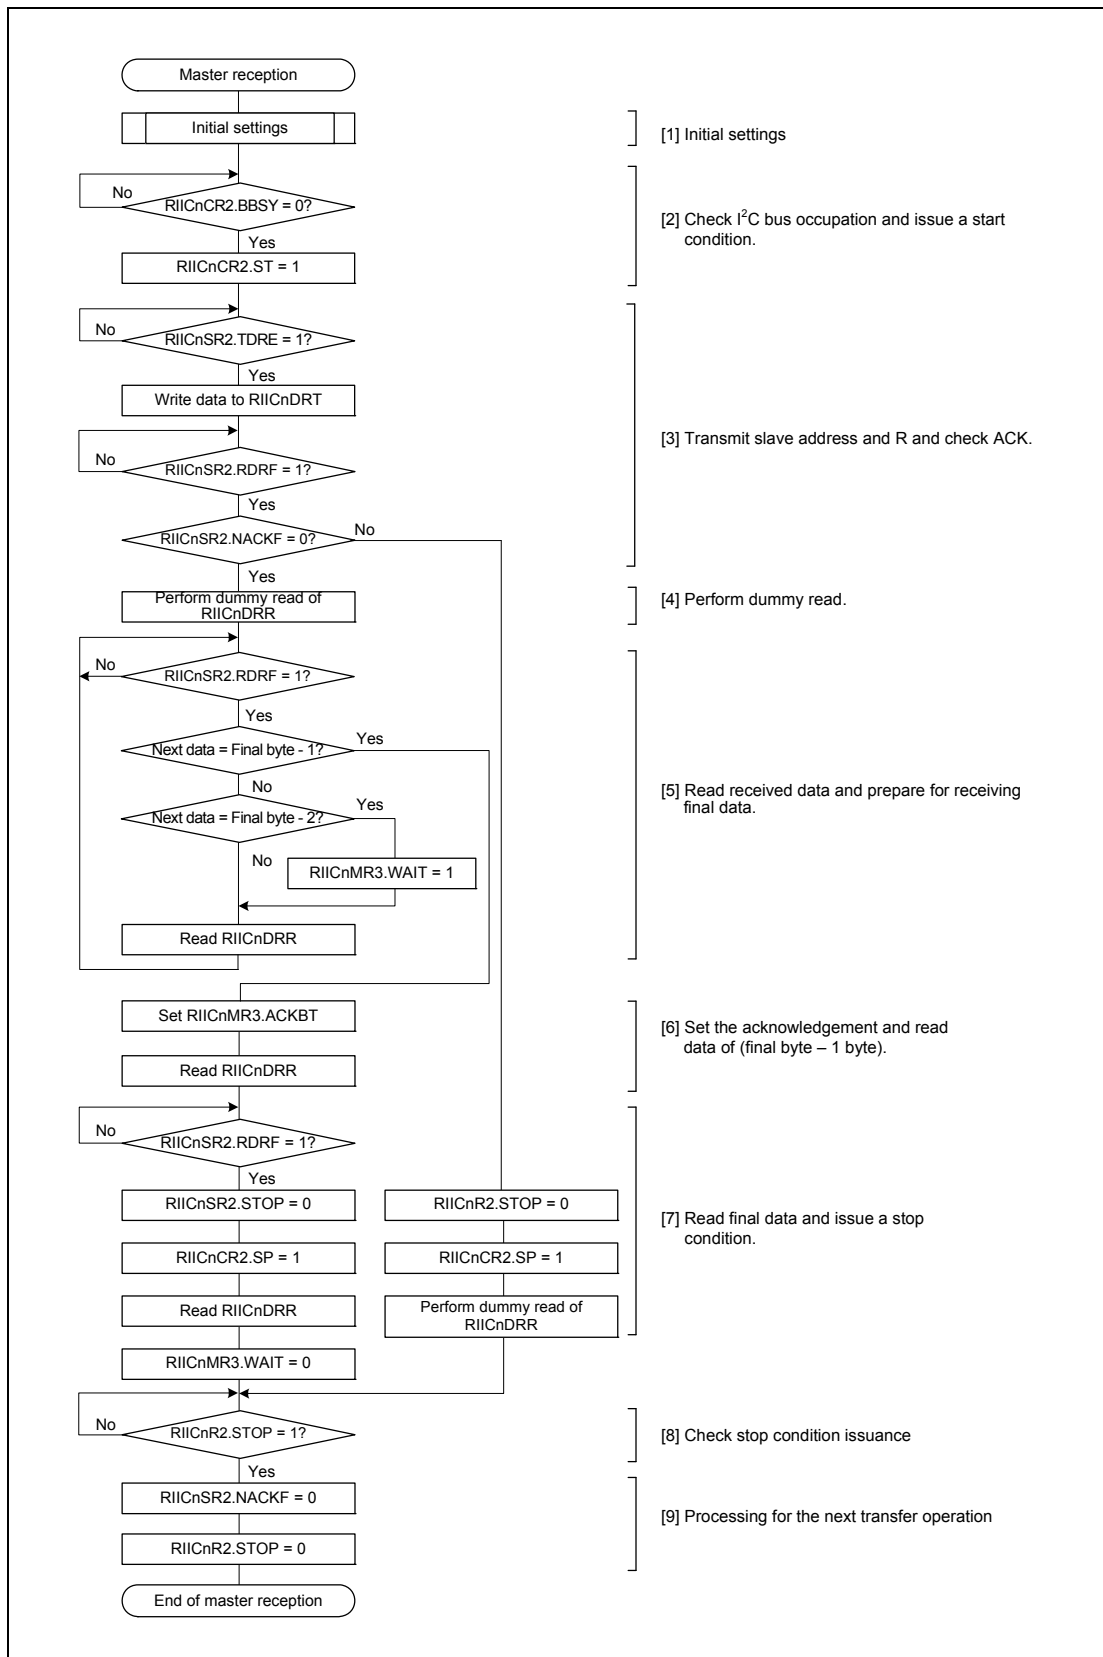 Master reception
Initial settings
[1] Initial settings
No
RIICnCR2.BBSY = 0?
Yes
RIICnCR2.ST = 1
[2] Check I²C bus occupation and issue a start
condition.
No
RIICnSR2.TDRE = 1?
Yes
Write data to RIICnDRT
No
RIICnSR2.RDRF = 1?
Yes
RIICnSR2.NACKF = 0?
No
Yes
[3] Transmit slave address and R and check ACK.
Perform dummy read of
RIICnDRR
[4] Perform dummy read.
No
RIICnSR2.RDRF = 1?
Yes
Next data = Final byte - 1?
Yes
No
Next data = Final byte - 2?
Yes
No
RIICnMR3.WAIT = 1
Read RIICnDRR
[5] Read received data and prepare for receiving
final data.
Set RIICnMR3.ACKBT
Read RIICnDRR
[6] Set the acknowledgement and read
data of (final byte – 1 byte).
No
RIICnSR2.RDRF = 1?
Yes
RIICnSR2.STOP = 0
RIICnCR2.SP = 1
Read RIICnDRR
RIICnMR3.WAIT = 0
RIICnR2.STOP = 0
RIICnCR2.SP = 1
Perform dummy read of
RIICnDRR
[7] Read final data and issue a stop
condition.
No
RIICnR2.STOP = 1?
Yes
[8] Check stop condition issuance
RIICnSR2.NACKF = 0
RIICnR2.STOP = 0
[9] Processing for the next transfer operation
End of master reception